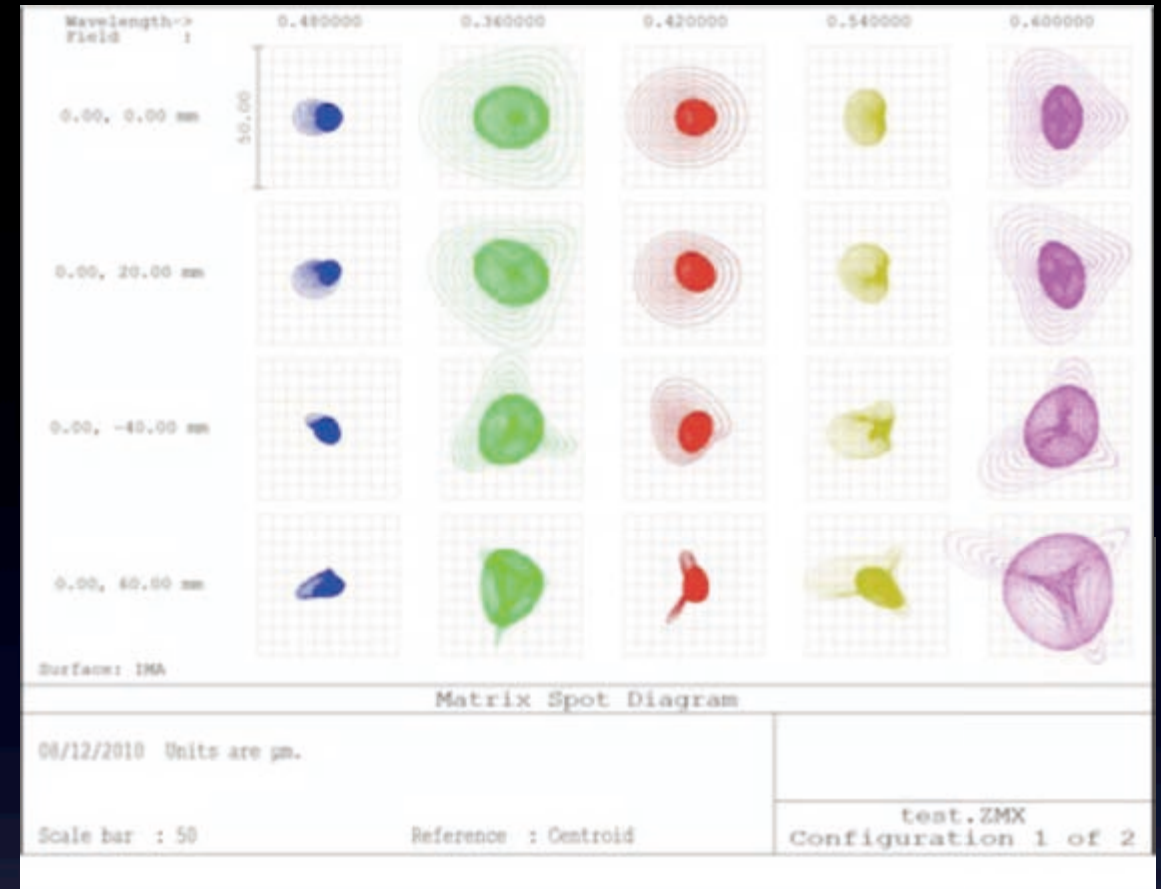 Wavelength-> 0.480000 0.360000 0.420000 0.540000 0.600000
Field :
50.00
0.00, 0.00 mm
0.00, 20.00 mm
0.00, -40.00 mm
0.00, 60.00 mm
Surface: IMA
Matrix Spot Diagram
08/12/2010 Units are µm.
Scale bar : 50 Reference : Centroid
test.ZMX
Configuration 1 of 2